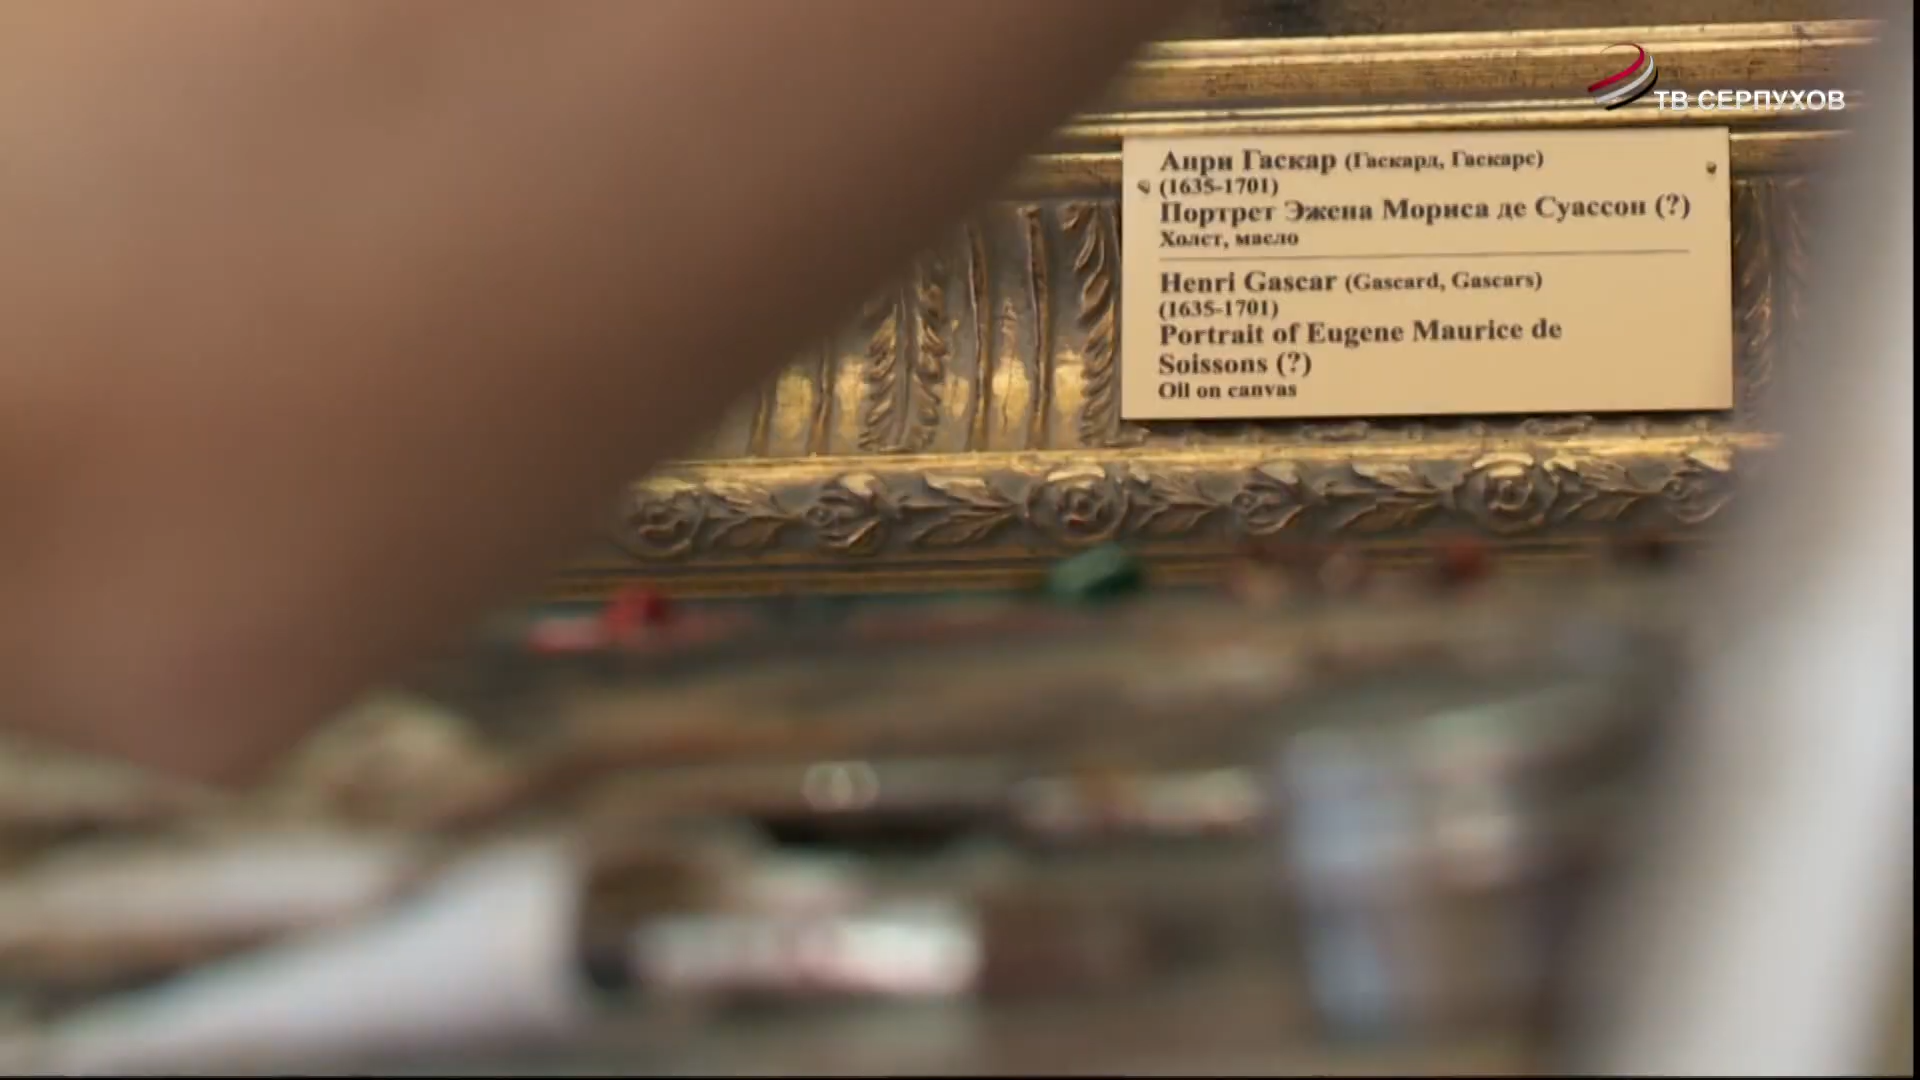 ТВ СЕРПУХОВ
Анри Гаскар (Гаскард, Гаскарс)
(1635-1701)
Портрет Эжена Мориса де Суассон (?)
Холст, масло
Henri Gascar (Gascard, Gascars)
(1635-1701)
Portrait of Eugene Maurice de
Soissons (?)
Oil on canvas